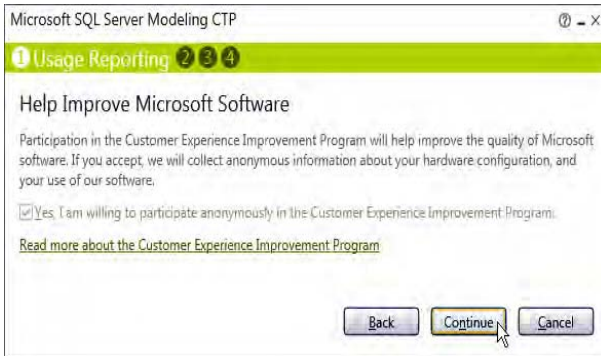 Microsoft SQL Server Modeling CTP
1 Usage Reporting 2 3 4
Help Improve Microsoft Software
Participation in the Customer Experience Improvement Program will help improve the quality of Microsoft
software. If you accept, we will collect anonymous information about your hardware configuration, and
your use of our software.
Yes, I am willing to participate anonymously in the Customer Experience Improvement Program.
Read more about the Customer Experience Improvement Program
Back Continue Cancel